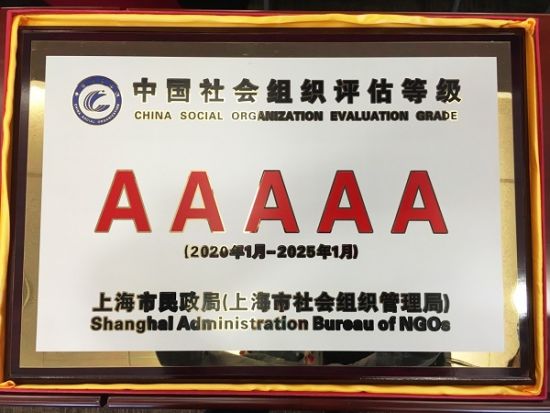 中国社会组织评估等级
CHINA SOCIAL ORGANIZATION EVALUATION GRADE
AAAAA
(2020年1月-2025年1月)
上海市民政局(上海市社会组织管理局)
Shanghai Administration Bureau of NGOs